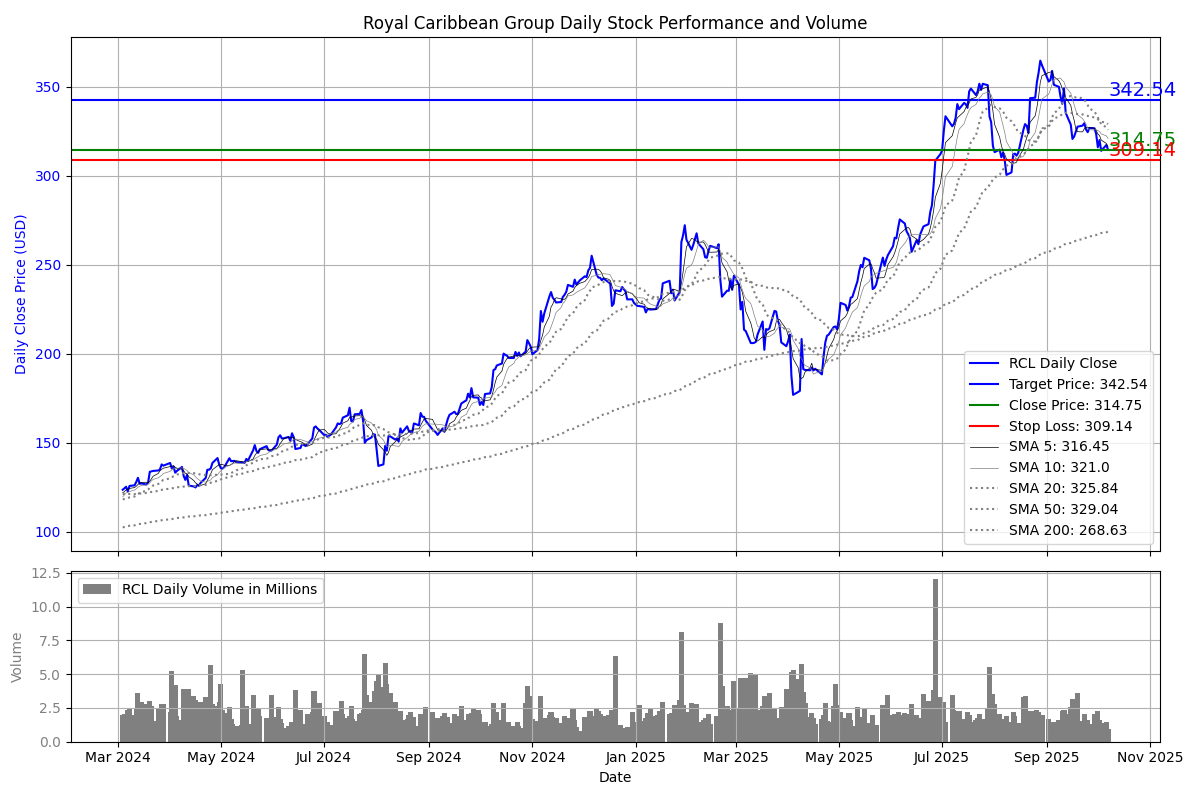 Royal Caribbean Group Daily Stock Performance and Volume
Daily Close Price (USD)
350
300
250
200
150
100
342.54
314.75
309.14
RCL Daily Close
Target Price: 342.54
Close Price: 314.75
Stop Loss: 309.14
SMA 5: 316.45
SMA 10: 321.0
SMA 20: 325.84
SMA 50: 329.04
SMA 200: 268.63
Volume
12.5
10.0
7.5
5.0
2.5
0.0
RCL Daily Volume in Millions
Mar 2024 May 2024 Jul 2024 Sep 2024 Nov 2024 Jan 2025 Mar 2025 May 2025 Jul 2025 Sep 2025 Nov 2025
Date